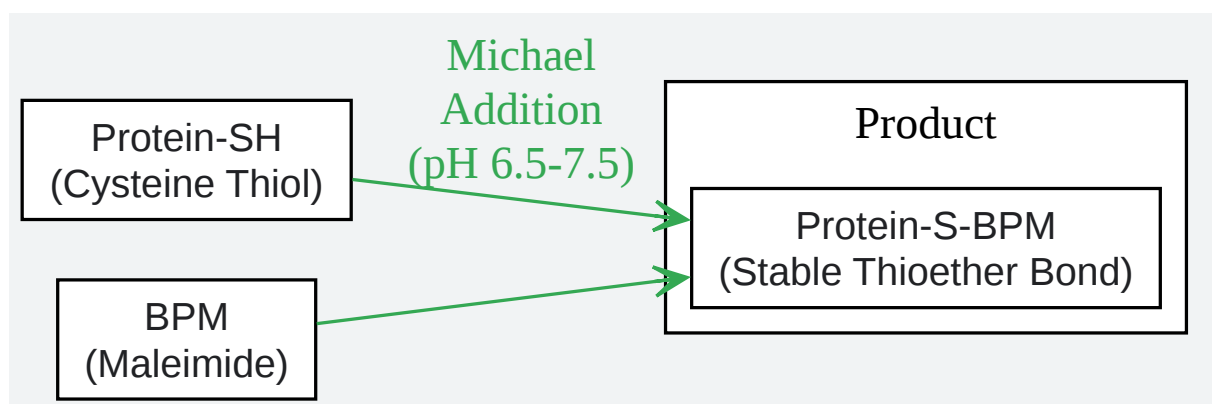 Michael
Addition
(pH 6.5-7.5)
Protein-SH
(Cysteine Thiol)
BPM
(Maleimide)
Product
Protein-S-BPM
(Stable Thioether Bond)